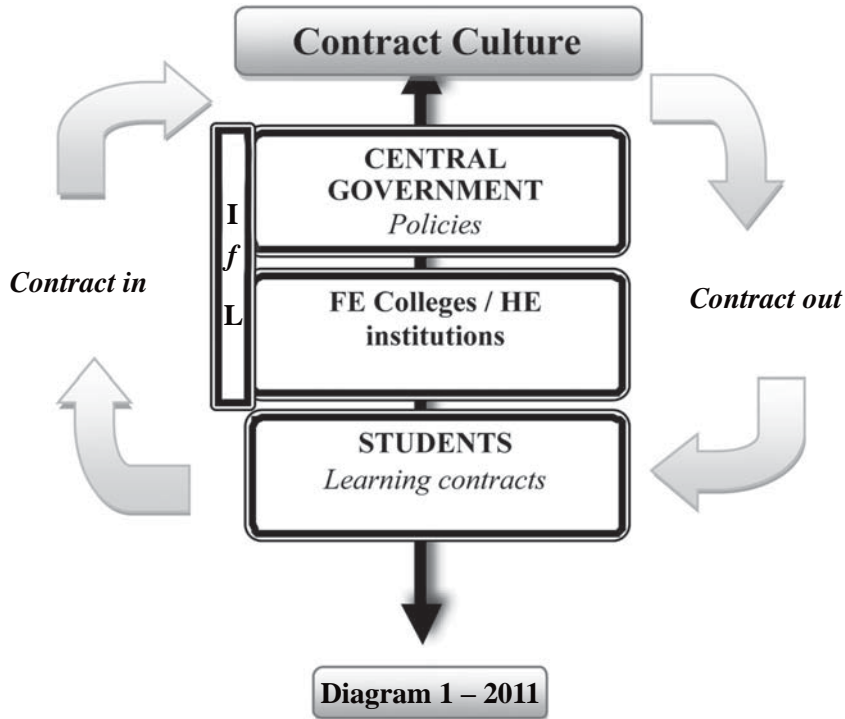 Contract Culture
CENTRAL
GOVERNMENT
Policies
I
f
L
Contract in
FE Colleges / HE
institutions
Contract out
STUDENTS
Learning contracts
Diagram 1 – 2011